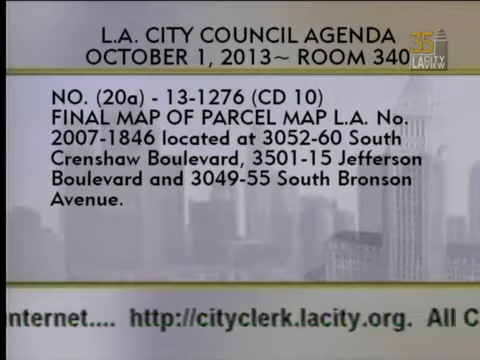 L.A. CITY COUNCIL AGENDA
OCTOBER 1, 2013~ ROOM 340
35
LACITY
VIEW
NO. (20a) - 13-1276 (CD 10)
FINAL MAP OF PARCEL MAP L.A. No.
2007-1846 located at 3052-60 South
Crenshaw Boulevard, 3501-15 Jefferson
Boulevard and 3049-55 South Bronson
Avenue.
nternet.... http://cityclerk.lacity.org. All C